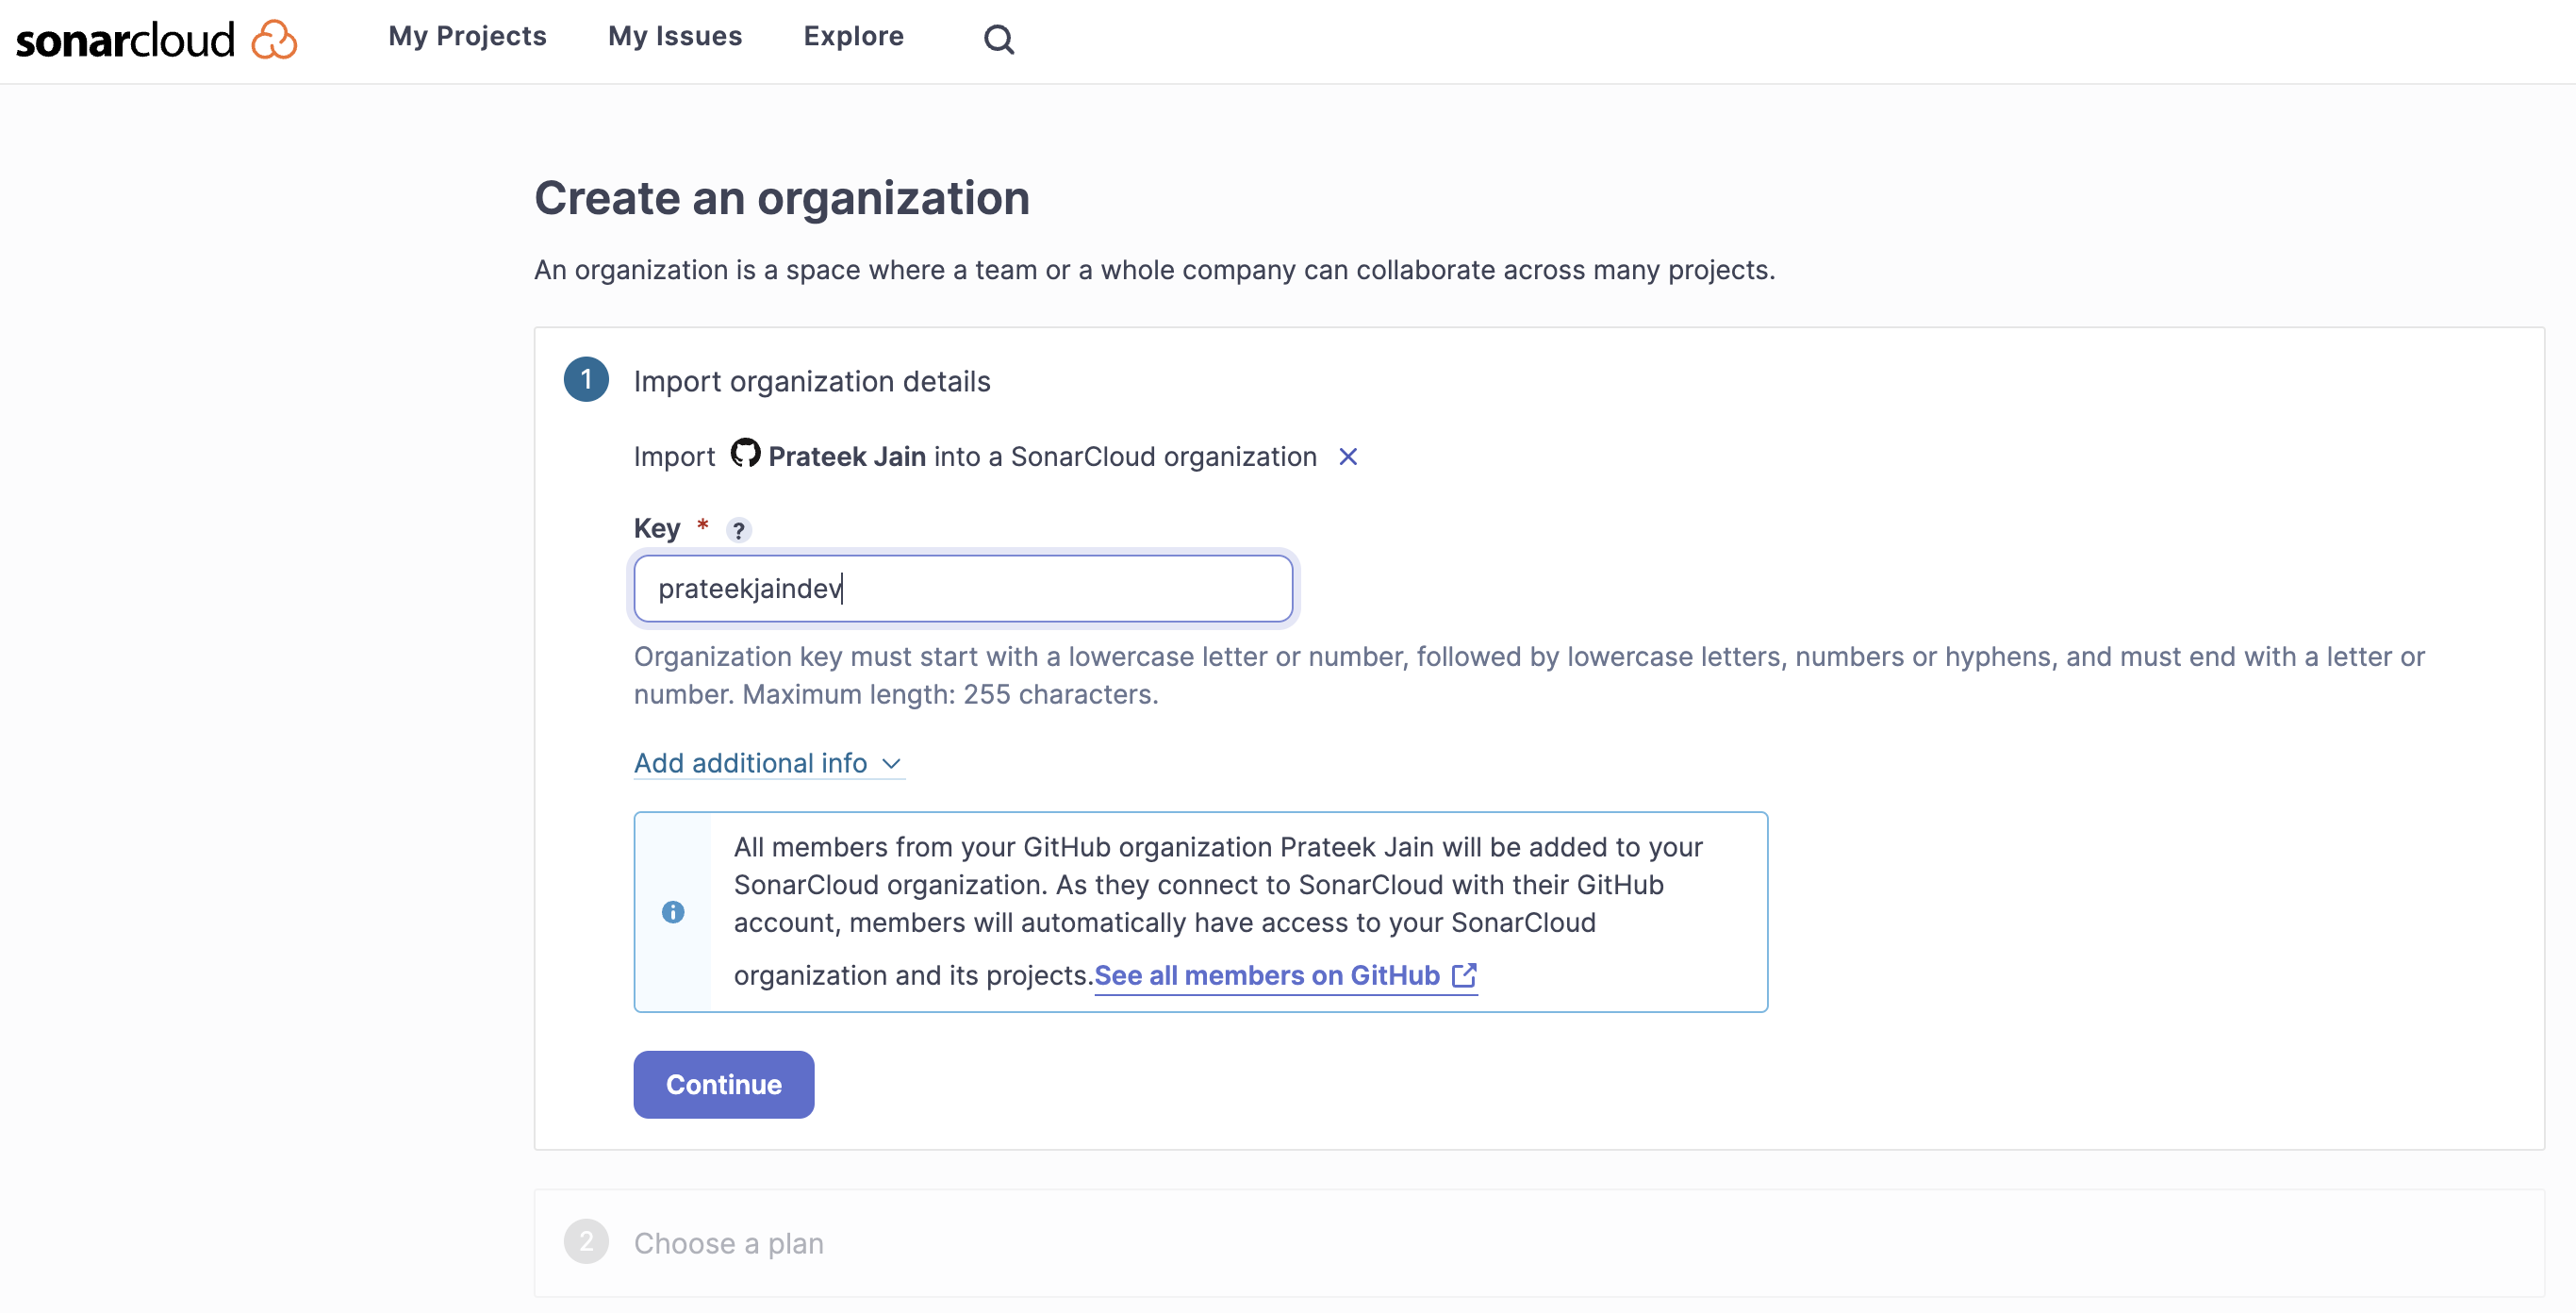 sonarcloud
My Projects
My Issues
Explore
Create an organization
An organization is a space where a team or a whole company can collaborate across many projects.
1 Import organization details
Import Prateek Jain into a SonarCloud organization
Key * ?
prateekjaindev
Organization key must start with a lowercase letter or number, followed by lowercase letters, numbers or hyphens, and must end with a letter or
number. Maximum length: 255 characters.
Add additional info
All members from your GitHub organization Prateek Jain will be added to your
SonarCloud organization. As they connect to SonarCloud with their GitHub
account, members will automatically have access to your SonarCloud
organization and its projects.See all members on GitHub
Continue
2 Choose a plan